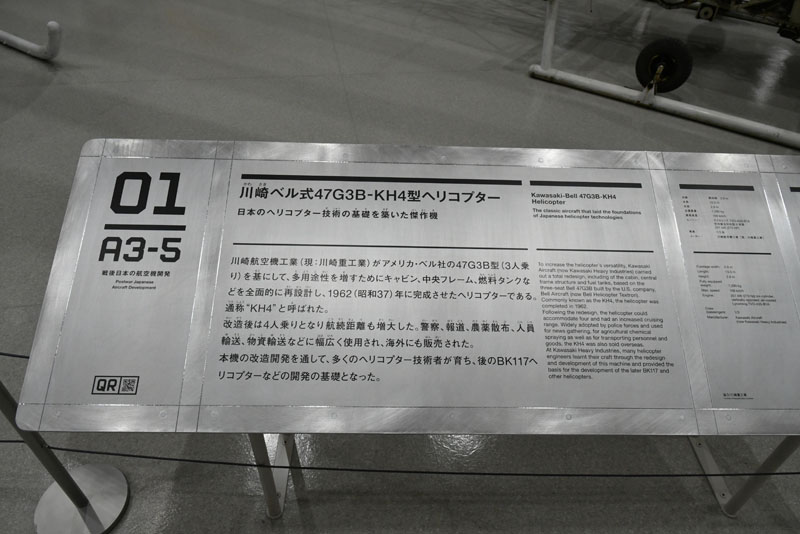 01
A3-5
戦後日本の航空機開発
Postwar Japanese
Aircraft Development
QR
川崎ベル式47G3B-KH4型ヘリコプター
日本のヘリコプター技術の基礎を築いた傑作機
川崎航空機工業(現:川崎重工業)がアメリカ・ベル社の47G3B型(3人乗
り)を基にして、多用途性を増すためにキャビン、中央フレーム、燃料タンクな
どを全面的に再設計し、1962(昭和37)年に完成させたヘリコプターである。
通称“KH4”と呼ばれた。
改造後は4人乗りとなり航続距離も増大した。警察、報道、農薬散布、人員
輸送、物資輸送などに幅広く使用され、海外にも販売された。
本機の改造開発を通して、多くのヘリコプター技術者が育ち、後のBK117ヘ
リコプターなどの開発の基礎となった。
Kawasaki-Bell 47G3B-KH4
Helicopter
The classic aircraft that laid the foundations
of Japanese helicopter technologies
To increase the helicopter's versatility, Kawasaki
Aircraft (now Kawasaki Heavy Industries) carried
out a total redesign, including of the cabin, central
frame structure and fuel tanks, based on the
three-seat Bell 47G3B built by the U.S. company,
Bell Aircraft (now Bell Helicopter Textron).
Commonly known as the KH4, the helicopter was
completed in 1962.
Following the redesign, the helicopter could
accommodate four and had an increased cruising
range. Widely adopted by police forces and used
for news gathering, for agricultural chemical
spraying as well as for transporting personnel and
goods, the KH4 was also sold overseas.
At Kawasaki Heavy Industries, many helicopter
engineers learnt their craft through the redesign
and development of this machine and provided the
basis for the development of the later BK117 and
other helicopters.